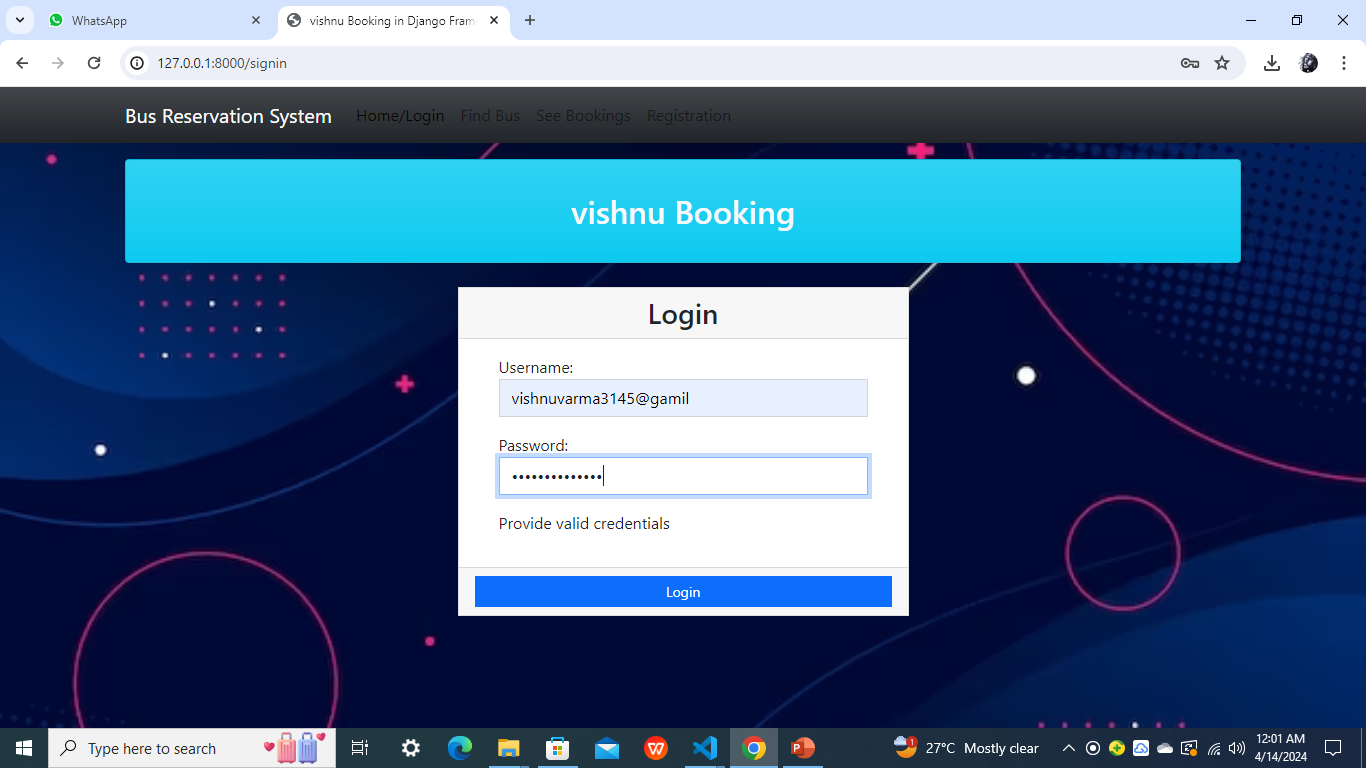 WhatsApp
vishnu Booking in Django Fram
127.0.0.1:8000/signin
Bus Reservation System Home/Login Find Bus See Bookings Registration
vishnu Booking
Login
Username:
vishnuvarma3145@gamil
Password:
••••••••••••••
Provide valid credentials
Login
Type here to search
1
27°C Mostly clear
12:01 AM
4/14/2024